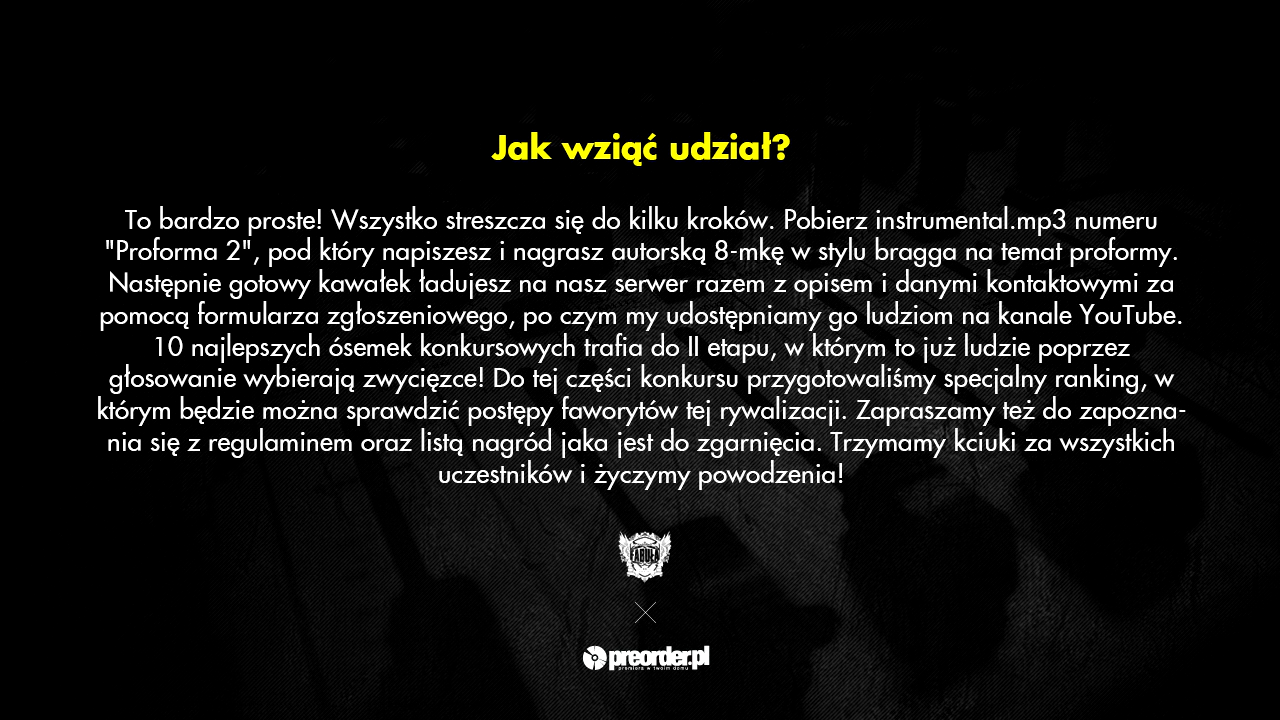 Jak wziąć udział?
To bardzo proste! Wszystko streszcza się do kilku kroków. Pobierz instrumental.mp3 numeru
"Proforma 2", pod który napiszesz i nagrasz autorską 8-mkę w stylu bragga na temat proformy.
Następnie gotowy kawałek ładujesz na nasz serwer razem z opisem i danymi kontaktowymi za
pomocą formularza zgłoszeniowego, po czym my udostępniamy go ludziom na kanale YouTube.
10 najlepszych ósemek konkursowych trafia do II etapu, w którym to już ludzie poprzez
głosowanie wybierają zwycięzce! Do tej części konkursu przygotowaliśmy specjalny ranking, w
którym będzie można sprawdzić postępy faworytów tej rywalizacji. Zapraszamy też do zapozna-
nia się z regulaminem oraz listą nagród jaka jest do zgarnięcia. Trzymamy kciuki za wszystkich
uczestników i życzymy powodzenia!
FABUŁA
preorder.pl
premiera w twoim domu